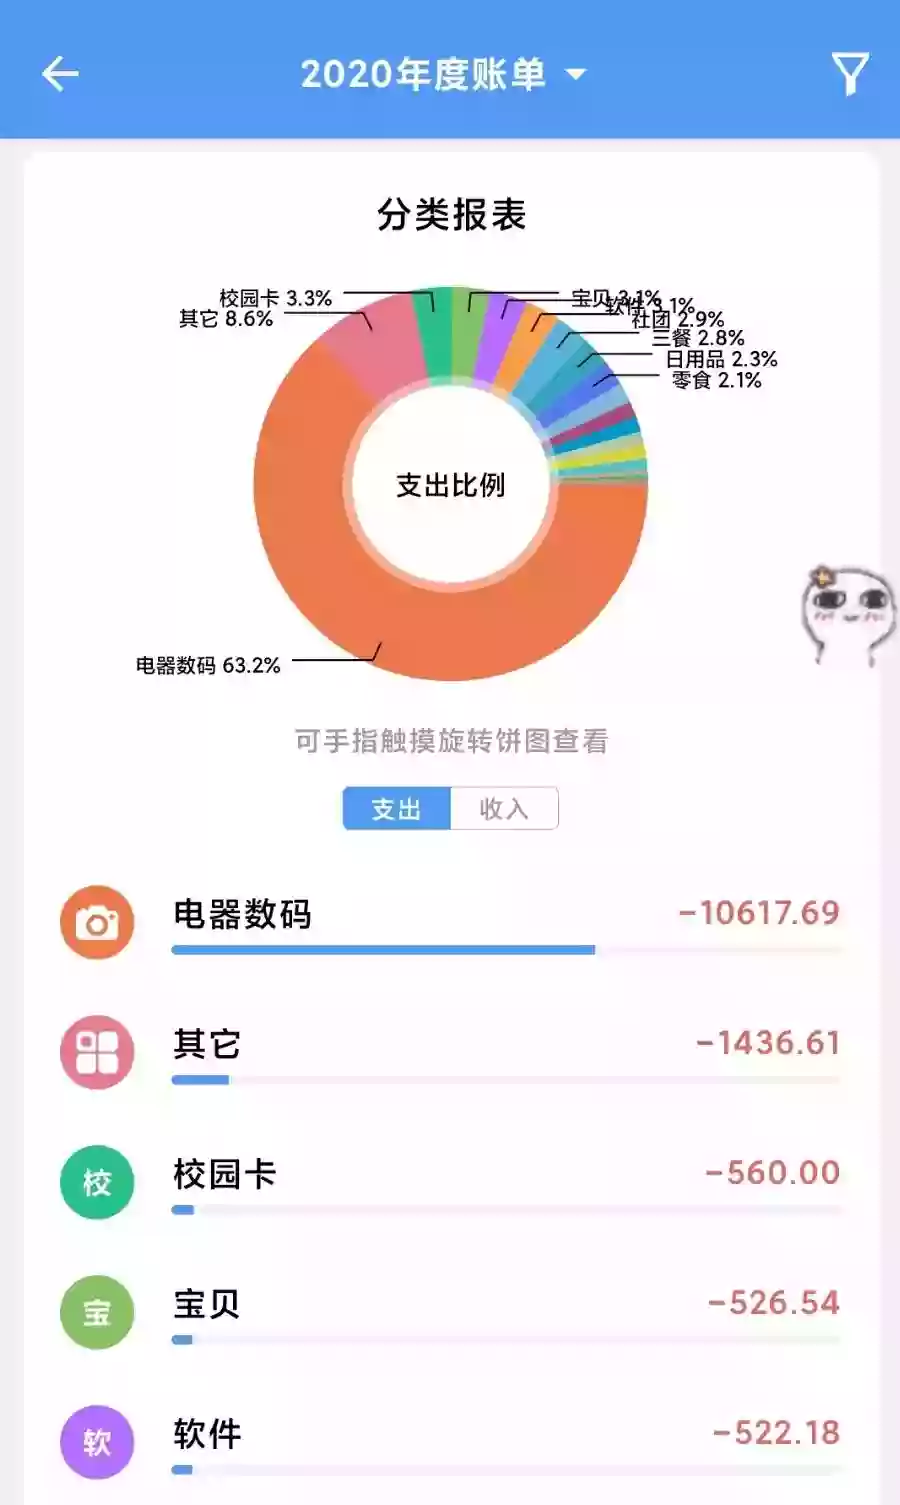 2020年度账单
分类报表
校园卡 3.3%
宝贝 3.1%
软件 3.1%
其它 8.6%
社团 2.9%
三餐 2.8%
日用品 2.3%
零食 2.1%
支出比例
电器数码 63.2%
可手指触摸旋转饼图查看
支出 收入
电器数码 -10617.69
其它 -1436.61
校 校园卡 -560.00
宝 宝贝 -526.54
软 软件 -522.18